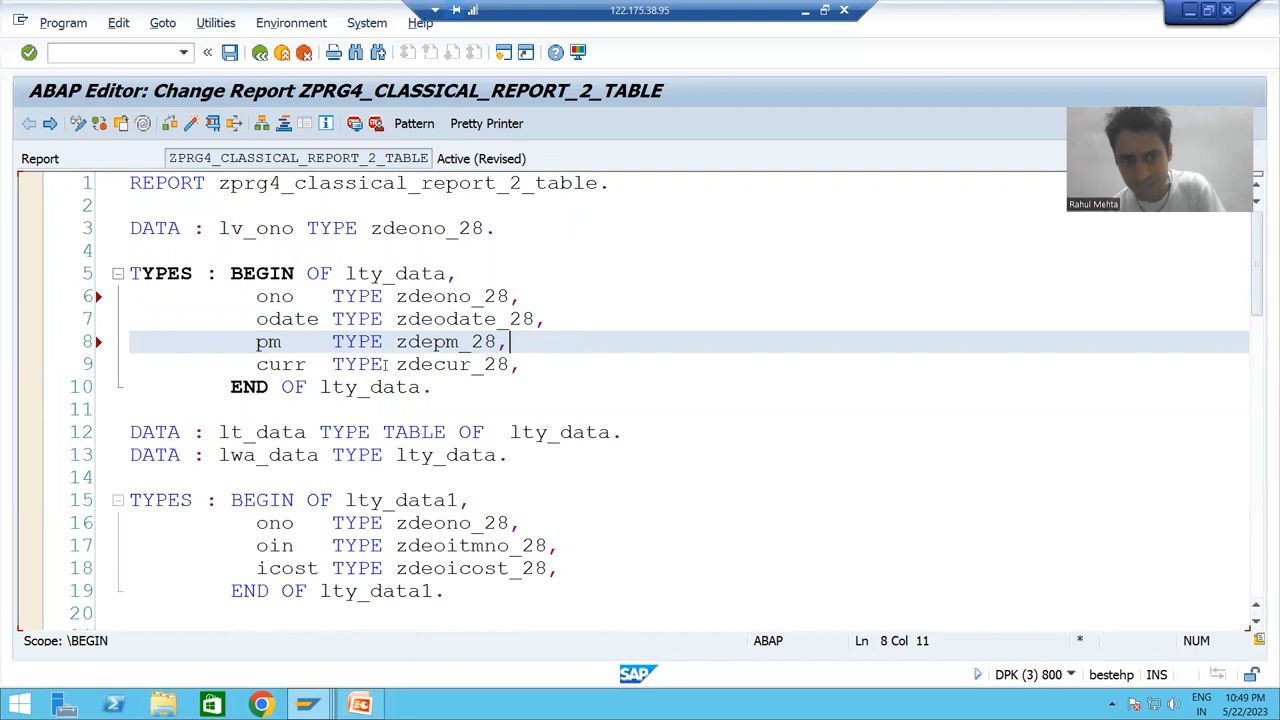 122.175.38.95
Program Edit Goto Utilities Environment System Help
ABAP Editor: Change Report ZPRG4_CLASSICAL_REPORT_2_TABLE
Pattern Pretty Printer
Report ZPRG4_CLASSICAL_REPORT_2_TABLE Active (Revised)
Rahul Mehta
1 REPORT zprg4_classical_report_2_table.
2
3 DATA : lv_ono TYPE zdeono_28.
4
5 TYPES : BEGIN OF lty_data,
6 ono TYPE zdeono_28,
7 odate TYPE zdeodate_28,
8 pm TYPE zdepm_28,
9 curr TYPE zdecur_28,
10 END OF lty_data.
11
12 DATA : lt_data TYPE TABLE OF lty_data.
13 DATA : lwa_data TYPE lty_data.
14
15 TYPES : BEGIN OF lty_data1,
16 ono TYPE zdeono_28,
17 oin TYPE zdeoitmno_28,
18 icost TYPE zdeoicost_28,
19 END OF lty_data1.
20
Scope: \BEGIN ABAP Ln 8 Col 11 * NUM
SAP DPK (3) 800 bestehp INS
ENG 10:49 PM
IN 5/22/2023